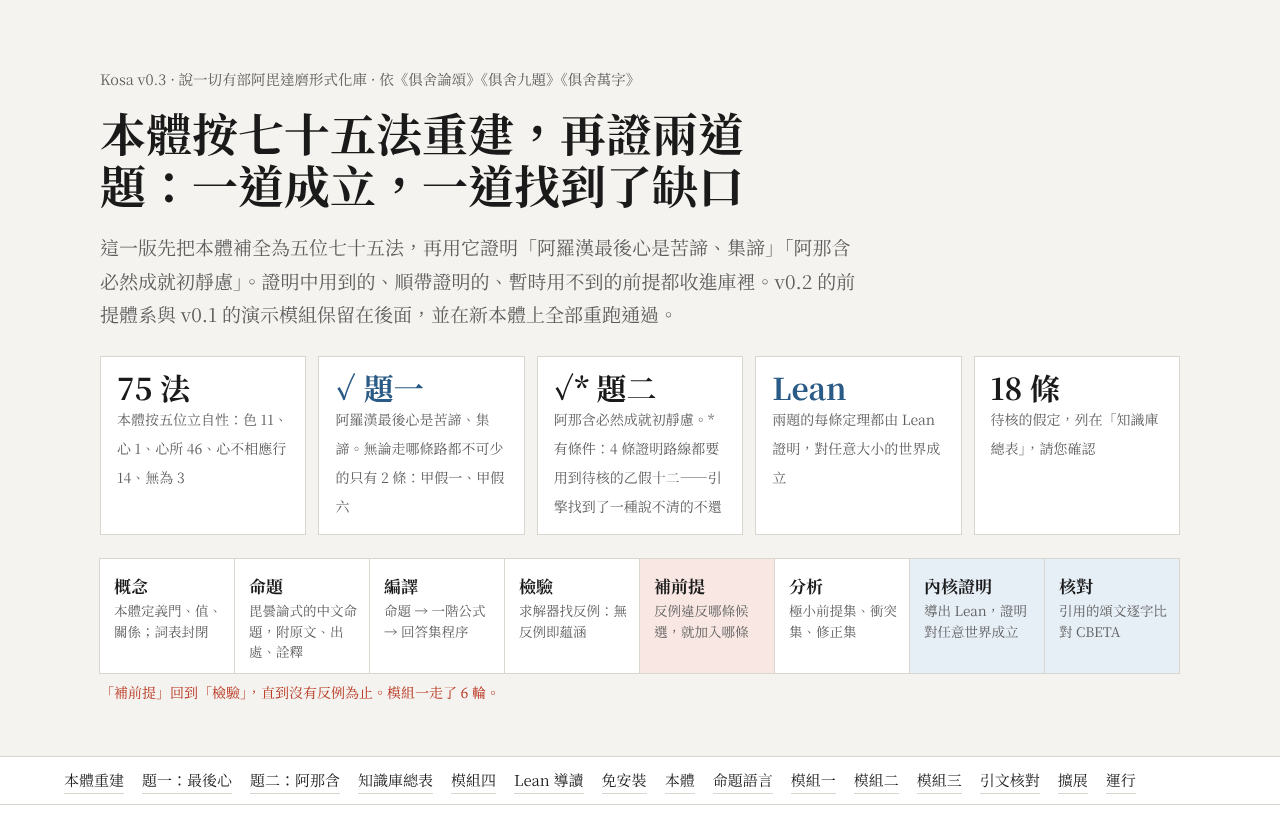 Kosa v0.3 · 說一切有部阿毘達磨形式化庫 · 依《俱舍論頌》《俱舍九題》《俱舍萬字》
本體按七十五法重建，再證兩道
題：一道成立，一道找到了缺口
這一版先把本體補全為五位七十五法，再用它證明「阿羅漢最後心是苦諦、集諦」「阿那含
必然成就初靜慮」。證明中用到的、順帶證明的、暫時用不到的前提都收進庫裡。v0.2 的前
提體系與 v0.1 的演示模組保留在後面，並在新本體上全部重跑通過。
75 法
本體按五位立自性：色 11、
心 1、心所 46、心不相應行
14、無為 3
✓ 題一
阿羅漢最後心是苦諦、集
諦。無論走哪條路都不可少
的只有 2 條：甲假一、甲假
六
✓* 題二
阿那含必然成就初靜慮。*
有條件：4 條證明路線都要
用到待核的乙假十二——引
擎找到了一種說不清的不還
Lean
兩題的每條定理都由 Lean
證明，對任意大小的世界成
立
18 條
待核的假定，列在「知識庫
總表」，請您確認
概念
本體定義門、值、
關係；詞表封閉
命題
毘曇論式的中文命
題，附原文、出
處、詮釋
編譯
命題 → 一階公式
→ 回答集程序
檢驗
求解器找反例：無
反例即蘊涵
補前提
反例違反哪條候
選，就加入哪條
分析
極小前提集、衝突
集、修正集
內核證明
導出 Lean，證明
對任意世界成立
核對
引用的頌文逐字比
對 CBETA
「補前提」回到「檢驗」，直到沒有反例為止。模組一走了 6 輪。
本體重建 題一：最後心 題二：阿那含 知識庫總表 模組四 Lean 導讀 免安裝 本體 命題語言 模組一 模組二 模組三 引文核對 擴展 運行